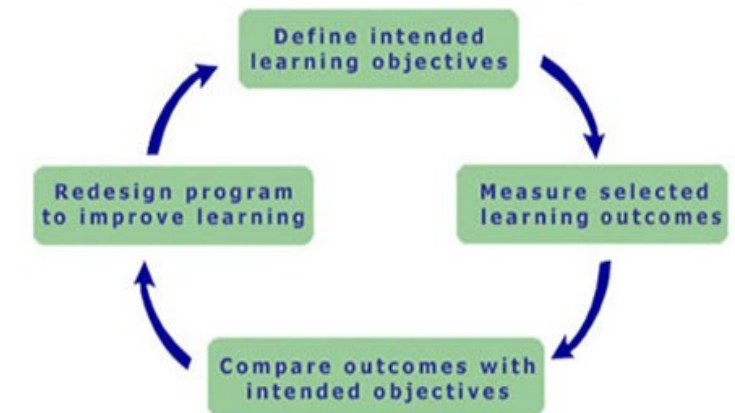 Define intended
learning objectives
Measure selected
learning outcomes
Compare outcomes with
intended objectives
Redesign program
to improve learning